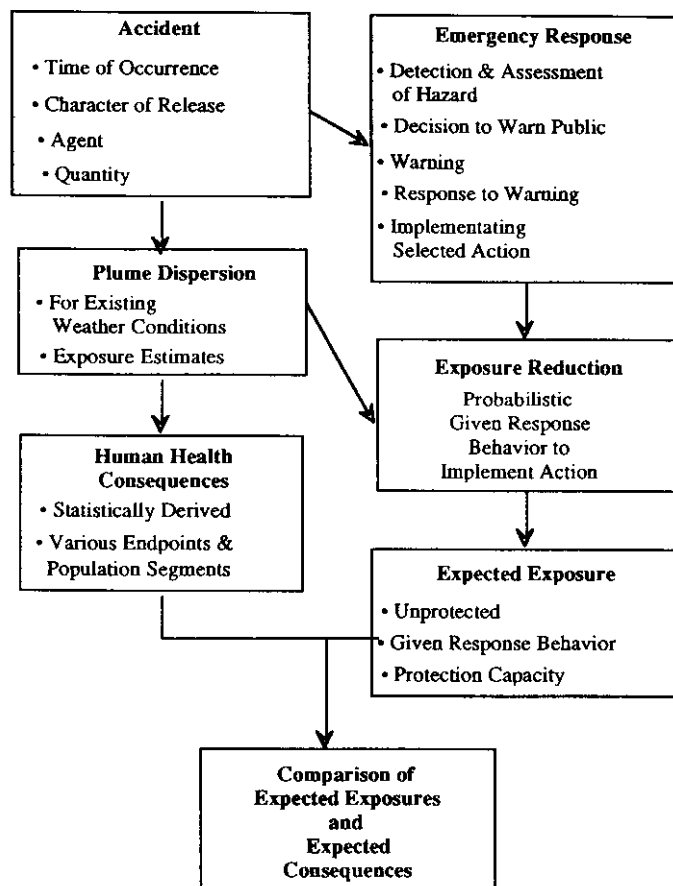 Accident
• Time of Occurrence
• Character of Release
• Agent
• Quantity
Emergency Response
• Detection & Assessment
of Hazard
• Decision to Warn Public
• Warning
• Response to Warning
• Implementating
Selected Action
Plume Dispersion
• For Existing
Weather Conditions
• Exposure Estimates
Exposure Reduction
Probabilistic
Given Response
Behavior to
Implement Action
Human Health
Consequences
• Statistically Derived
• Various Endpoints &
Population Segments
Expected Exposure
• Unprotected
• Given Response Behavior
• Protection Capacity
Comparison of
Expected Exposures
and
Expected
Consequences